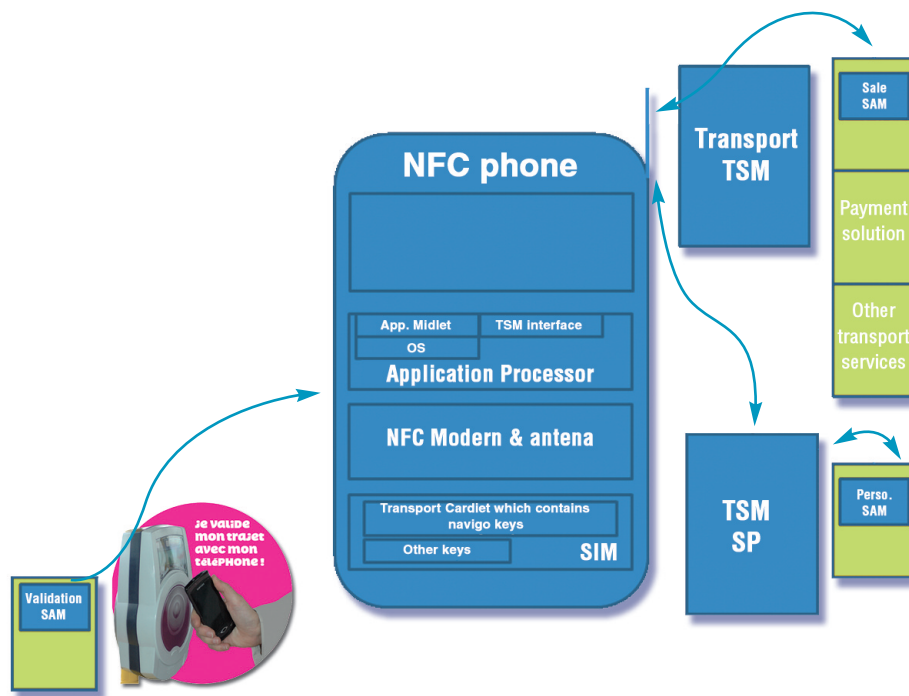 NFC phone
App. Midlet
TSM interface
OS
Application Processor
NFC Modern & antena
Transport Cardlet which contains
navigo keys
Other keys
SIM
Transport
TSM
Sale
SAM
Payment
solution
Other
transport
services
TSM
SP
Perso.
SAM
Validation
SAM
Je valide
mon trajet
avec mon
téléphone !